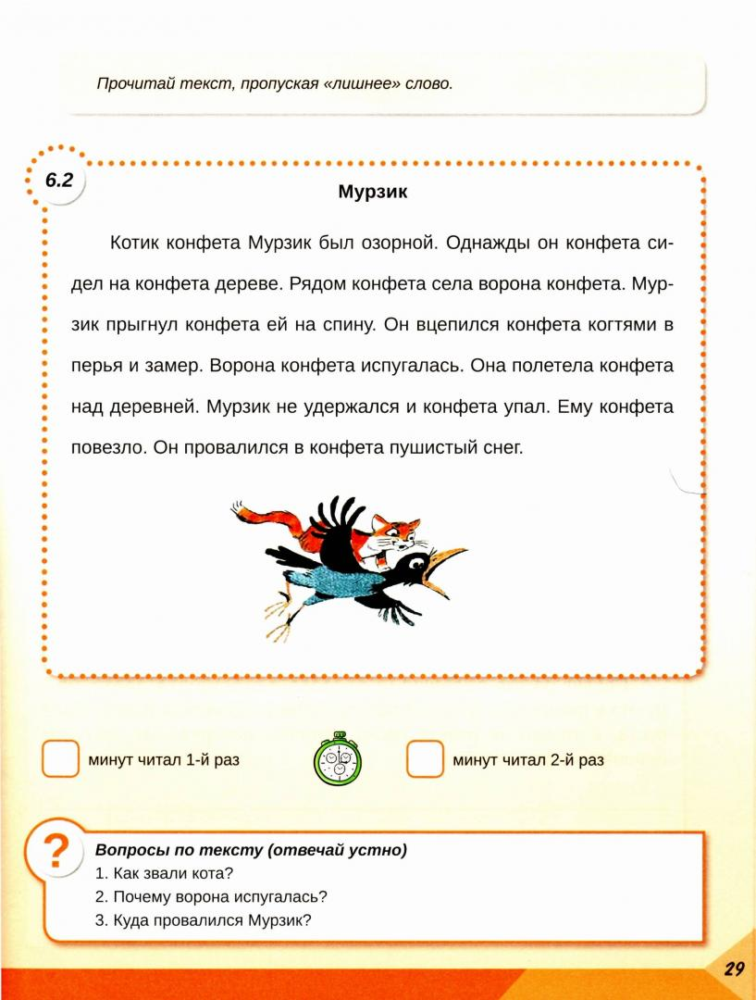 Прочитай текст, пропуская «лишнее» слово.
6.2
Мурзик
Котик конфета Мурзик был озорной. Однажды он конфета си-
дел на конфета дереве. Рядом конфета села ворона конфета. Мур-
зик прыгнул конфета ей на спину. Он вцепился конфета когтями в
перья и замер. Ворона конфета испугалась. Она полетела конфета
над деревней. Мурзик не удержался и конфета упал. Ему конфета
повезло. Он провалился в конфета пушистый снег.
минут читал 1-й раз
минут читал 2-й раз
?
Вопросы по тексту (отвечай устно)
1. Как звали кота?
2. Почему ворона испугалась?
3. Куда провалился Мурзик?
29